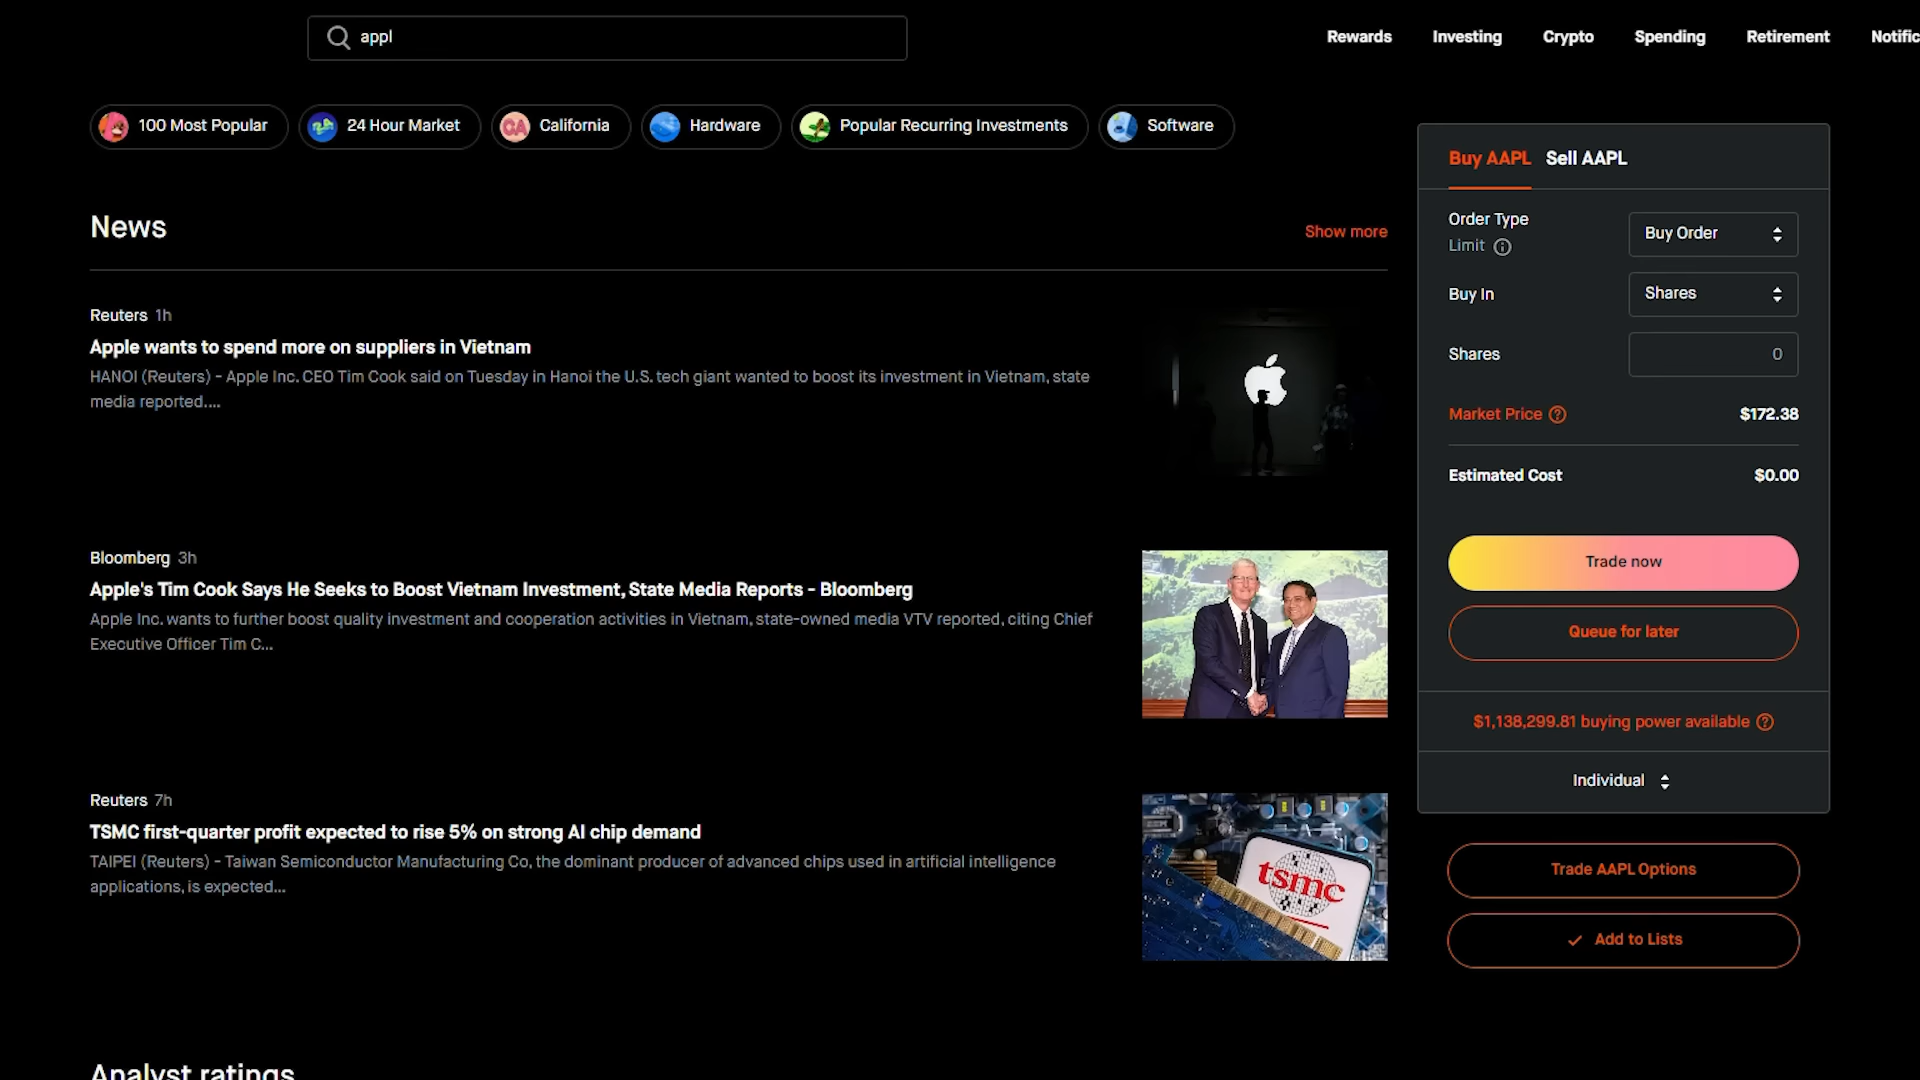 appl
Rewards
Investing
Crypto
Spending
Retirement
Notific
100 Most Popular
24 Hour Market
CA
California
Hardware
Popular Recurring Investments
Software
News
Show more
Reuters 1h
Apple wants to spend more on suppliers in Vietnam
HANOI (Reuters) - Apple Inc. CEO Tim Cook said on Tuesday in Hanoi the U.S. tech giant wanted to boost its investment in Vietnam, state
media reported....
Bloomberg 3h
Apple's Tim Cook Says He Seeks to Boost Vietnam Investment, State Media Reports - Bloomberg
Apple Inc. wants to further boost quality investment and cooperation activities in Vietnam, state-owned media VTV reported, citing Chief
Executive Officer Tim C...
Reuters 7h
TSMC first-quarter profit expected to rise 5% on strong AI chip demand
TAIPEI (Reuters) - Taiwan Semiconductor Manufacturing Co, the dominant producer of advanced chips used in artificial intelligence
applications, is expected...
tsmc
Analyst ratings
Buy AAPL
Sell AAPL
Order Type
Limit
Buy Order
Buy In
Shares
Shares
0
Market Price
$172.38
Estimated Cost
$0.00
Trade now
Queue for later
$1,138,299.81 buying power available
Individual
Trade AAPL Options
Add to Lists